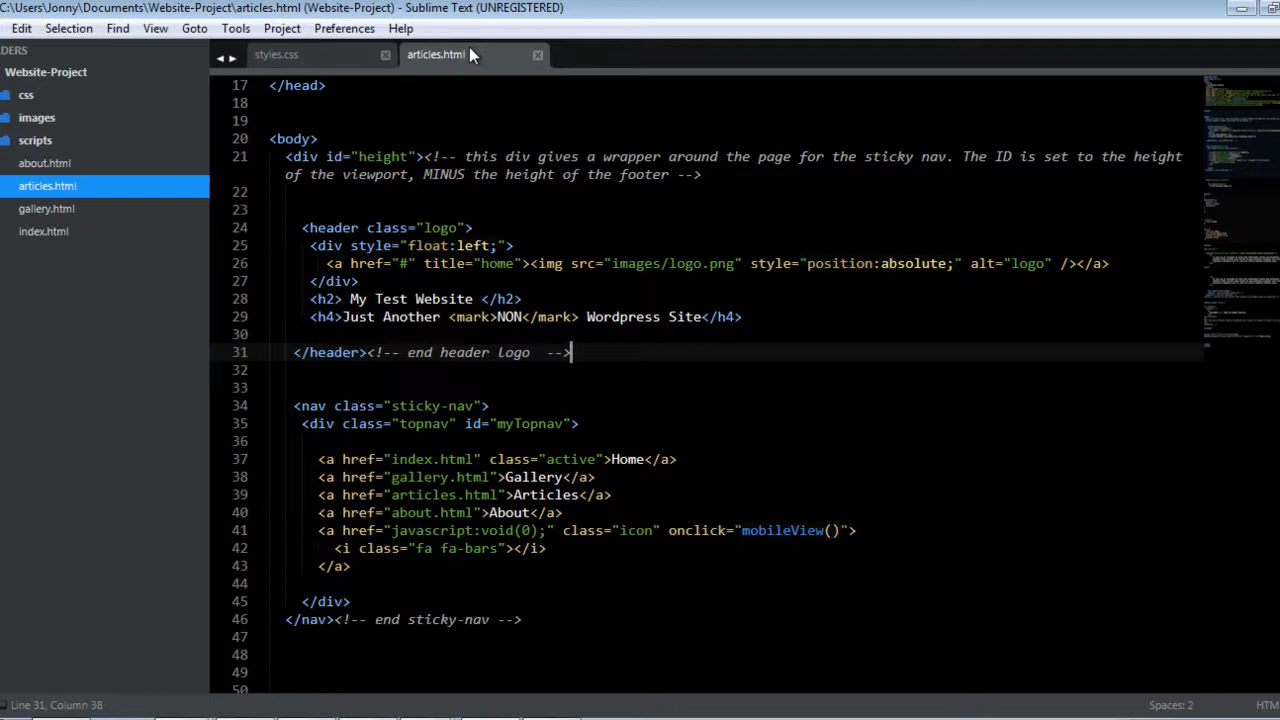 C:\Users\Jonny\Documents\Website-Project\articles.html (Website-Project) - Sublime Text (UNREGISTERED)
Edit Selection Find View Goto Tools Project Preferences Help
DERS
Website-Project
css
images
scripts
about.html
articles.html
gallery.html
index.html
styles.css articles.html
17 </head>
18
19
20 <body>
21 <div id="height"><!-- this div gives a wrapper around the page for the sticky nav. The ID is set to the height
of the viewport, MINUS the height of the footer -->
22
23
24 <header class="logo">
25 <div style="float:left;">
26 <a href="#" title="home"><img src="images/logo.png" style="position:absolute;" alt="logo" /></a>
27 </div>
28 <h2> My Test Website </h2>
29 <h4>Just Another <mark>NON</mark> Wordpress Site</h4>
30
31 </header><!-- end header logo  -->
32
33
34 <nav class="sticky-nav">
35 <div class="topnav" id="myTopnav">
36
37 <a href="index.html" class="active">Home</a>
38 <a href="gallery.html">Gallery</a>
39 <a href="articles.html">Articles</a>
40 <a href="about.html">About</a>
41 <a href="javascript:void(0);" class="icon" onclick="mobileView()">
42 <i class="fa fa-bars"></i>
43 </a>
44
45 </div>
46 </nav><!-- end sticky-nav -->
47
48
49
50
Line 31, Column 38
Spaces: 2
HTM